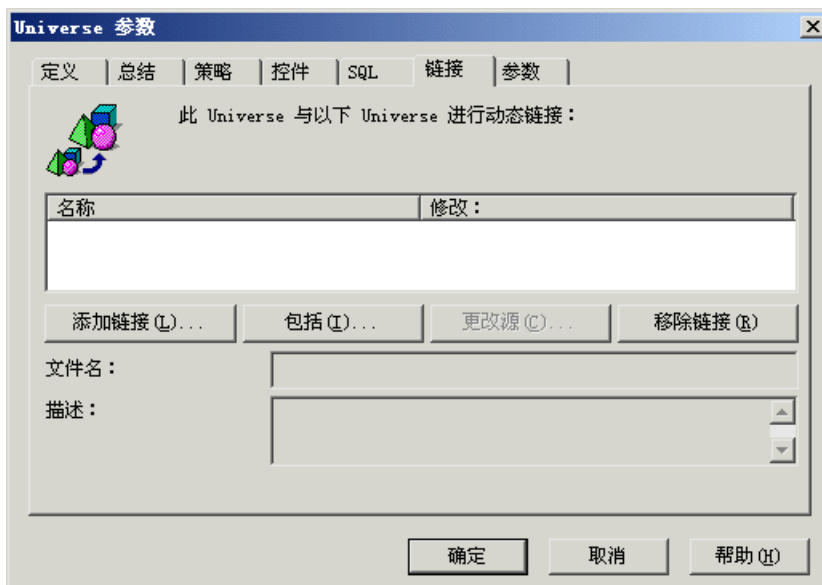 Universe 参数
定义 总结 策略 控件 SQL 链接 参数
此 Universe 与以下 Universe 进行动态链接：
名称 修改：
添加链接(L)... 包括(I)... 更改源(C)... 移除链接(R)
文件名：
描述：
确定 取消 帮助(H)